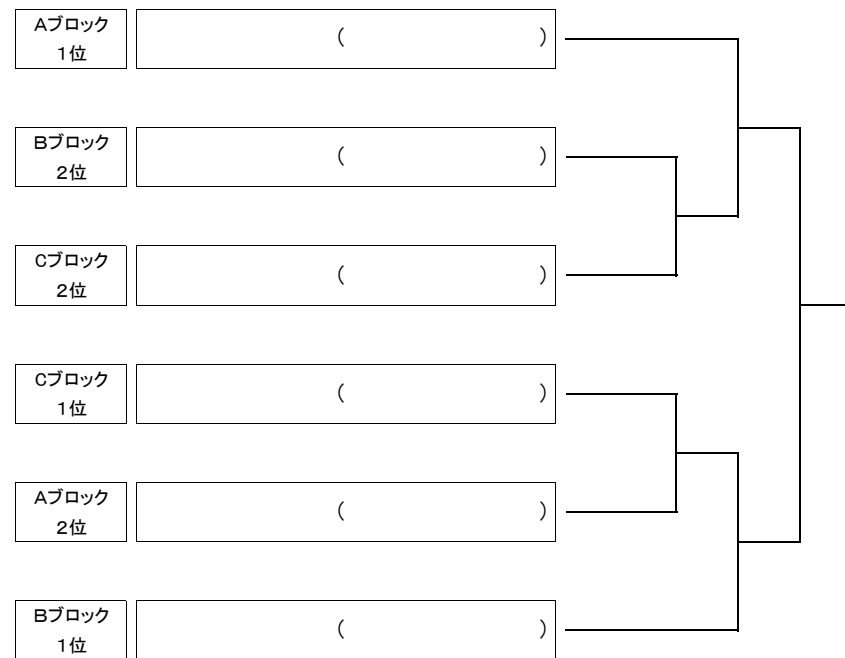 Aブロック
1位
(　　　　　　　　)
Bブロック
2位
(　　　　　　　　)
Cブロック
2位
(　　　　　　　　)
Cブロック
1位
(　　　　　　　　)
Aブロック
2位
(　　　　　　　　)
Bブロック
1位
(　　　　　　　　)